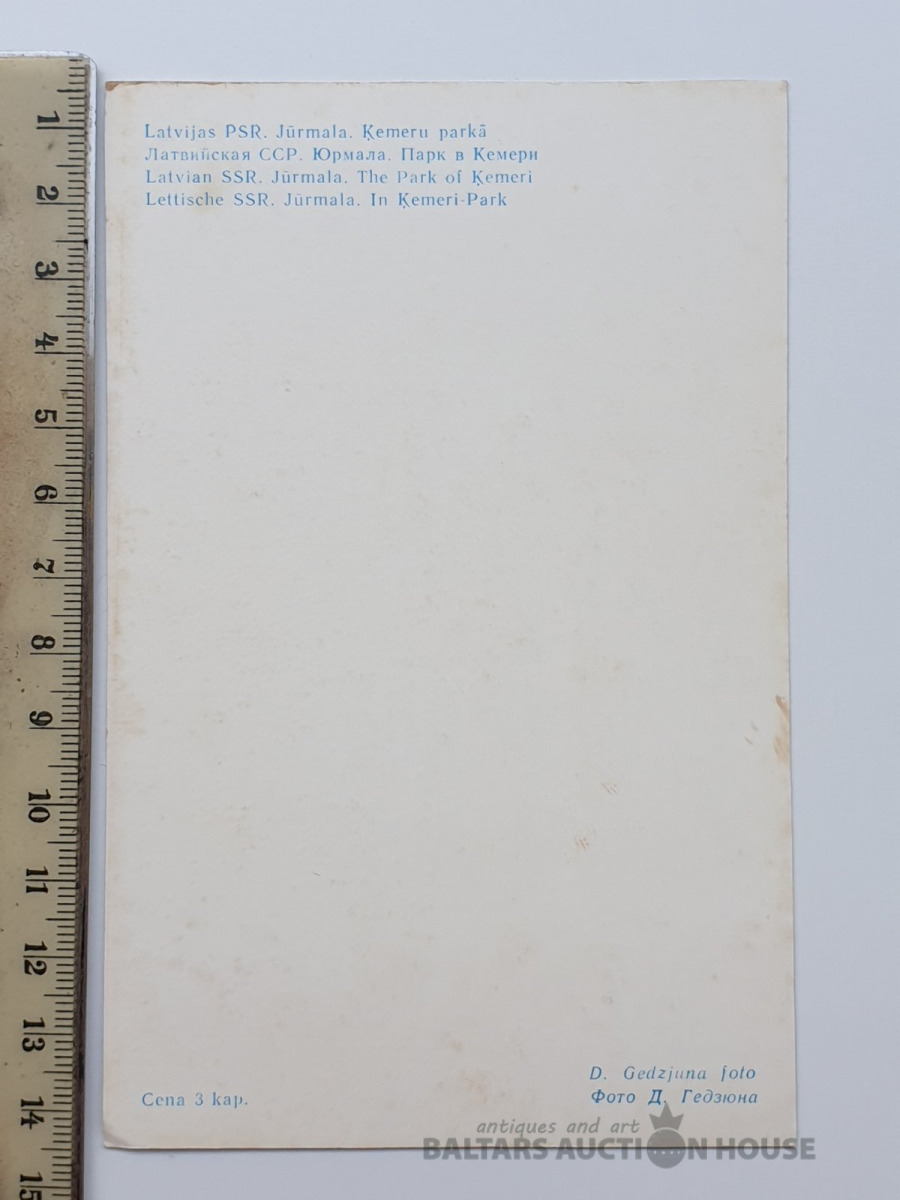 Latvijas PSR. Jūrmala. Ķemeru parkā
Латвийская ССР. Юрмала. Парк в Кемери
Latvian SSR. Jūrmala. The Park of Ķemeri
Lettische SSR. Jūrmala. In Ķemeri-Park
1
2
3
4
5
6
7
8
9
10
11
12
13
14
15
D. Gedzjuna foto
Фото Д. Гедзюна
Cena 3 kap.
antiques and art
BALTARS AUCTION HOUSE